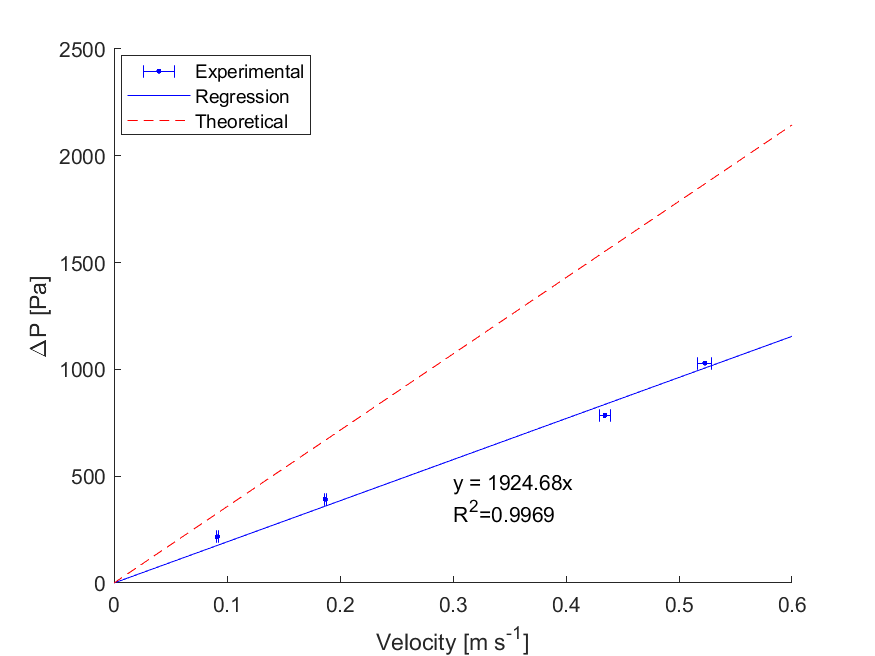 2500
2000
1500
1000
500
0
ΔP [Pa]
Experimental
Regression
Theoretical
y = 1924.68x
R²=0.9969
0 0.1 0.2 0.3 0.4 0.5 0.6
Velocity [m s⁻¹]